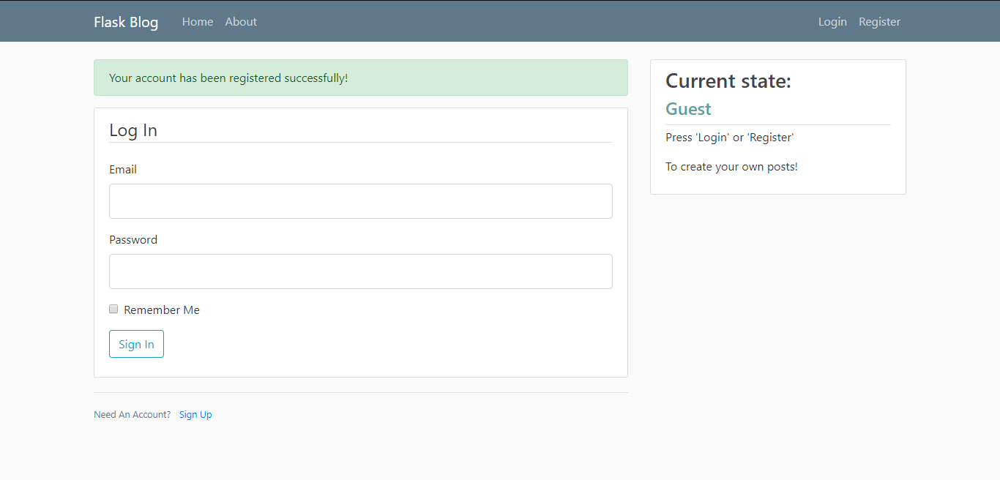 Flask Blog Home About Login Register
Your account has been registered successfully!
Log In
Email
Password
Remember Me
Sign In
Need An Account? Sign Up
Current state:
Guest
Press 'Login' or 'Register'
To create your own posts!